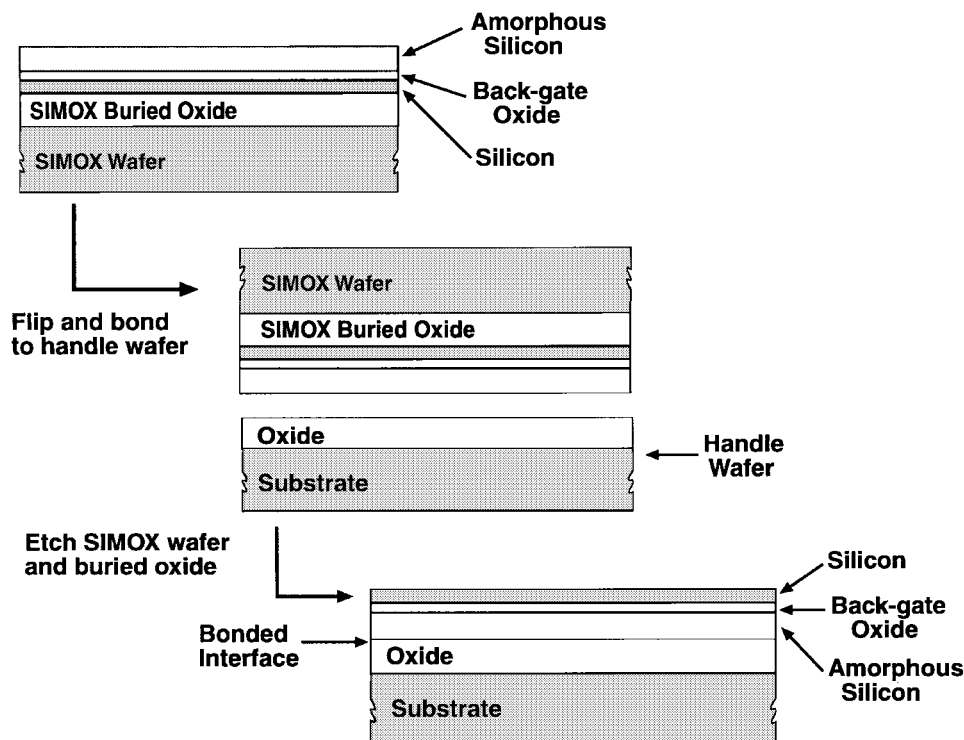 Amorphous
Silicon
Back-gate
Oxide
SIMOX Buried Oxide
Silicon
SIMOX Wafer
SIMOX Wafer
Flip and bond
to handle wafer
SIMOX Buried Oxide
Oxide
Handle
Wafer
Substrate
Etch SIMOX wafer
and buried oxide
Silicon
Back-gate
Oxide
Bonded
Interface
Oxide
Amorphous
Silicon
Substrate